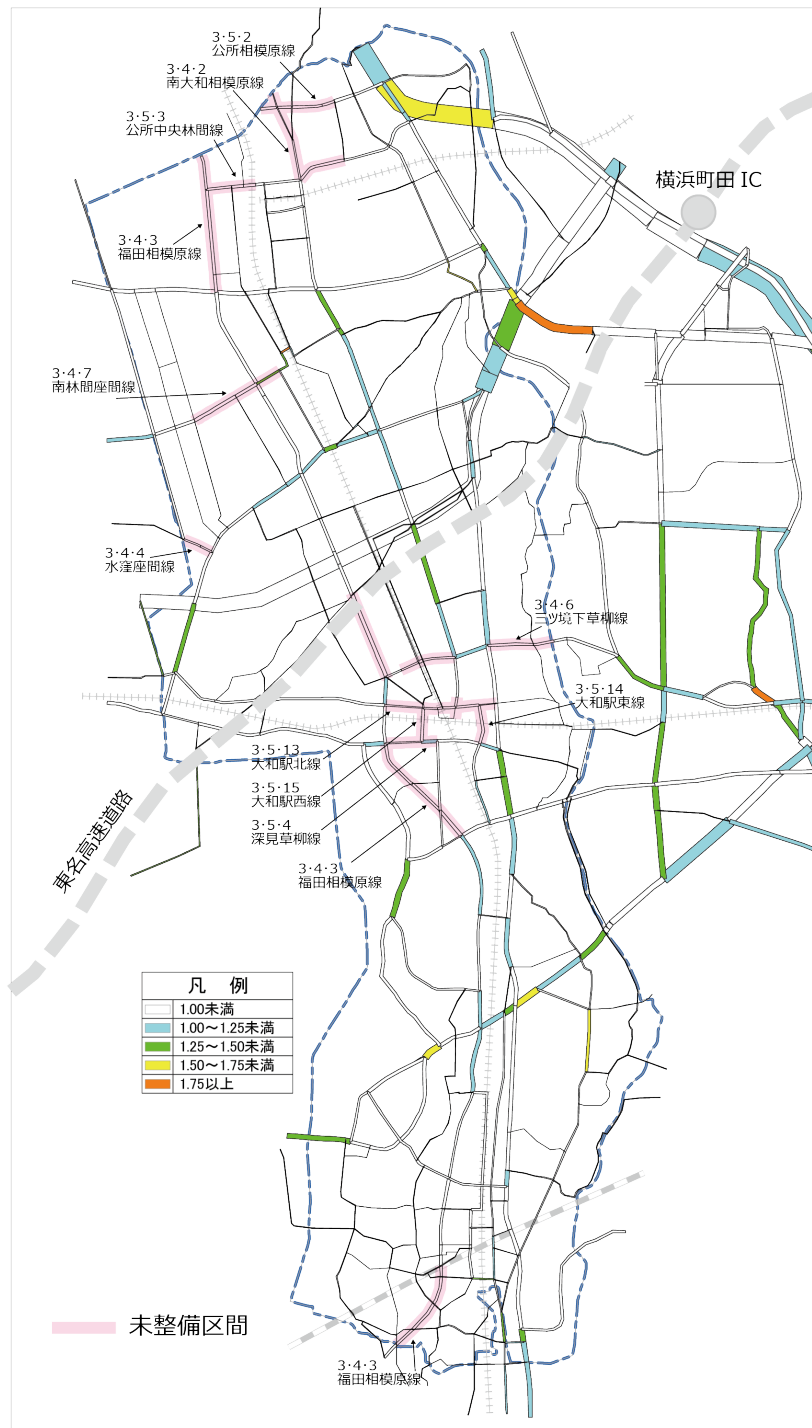 3・5・2
公所相模原線
3・4・2
南大和相模原線
3・5・3
公所中央林間線
横浜町田 IC
3・4・3
福田相模原線
3・4・7
南林間座間線
3・4・4
水窪座間線
3・4・6
三ツ境下草柳線
3・5・14
大和駅東線
3・5・13
大和駅北線
3・5・15
大和駅西線
3・5・4
深見草柳線
3・4・3
福田相模原線
東名高速道路
凡 例
1.00未満
1.00～1.25未満
1.25～1.50未満
1.50～1.75未満
1.75以上
未整備区間
3・4・3
福田相模原線